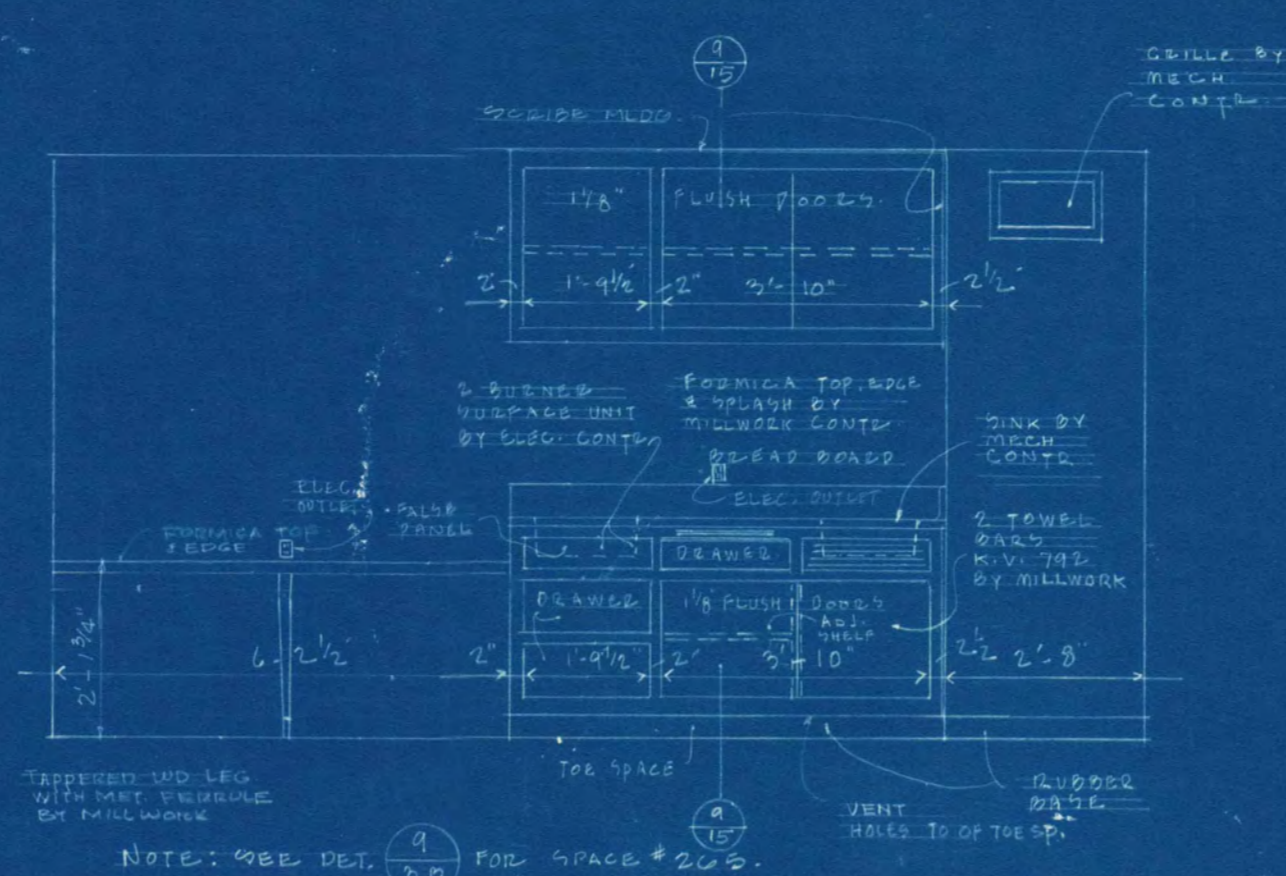 9
15
GRILLE BY
MECH
CONTR.
SCRIBE MLDG.
1 1/8" FLUSH DOORS.
2" 1'-9 1/2" 2" 3'-10" 2 1/2"
2 BURNER
SURFACE UNIT
BY ELEC. CONTR.
FORMICA TOP, EDGE
& SPLASH BY
MILLWORK CONTR.
BREAD BOARD
ELEC. OUTLET
SINK BY
MECH
CONTR
ELEC.
OUTLET
FALSE
PANEL
FORMICA TOP
& EDGE
DRAWER
2 TOWEL
BARS
K.V. 792
BY MILLWORK
DRAWER
1 1/8" FLUSH DOORS
ADJ.
SHELF
2'-1 3/4"
6'-2 1/2" 2" 1'-9 1/2" 2" 3'-10" 2 1/2 2'-8"
TAPPERED WD LEG
WITH MET. FERRULE
BY MILLWORK
TOE SPACE
9
15
VENT
HOLES TO OF TOE SP.
RUBBER
BASE
NOTE: SEE DET. 9 FOR SPACE #265.